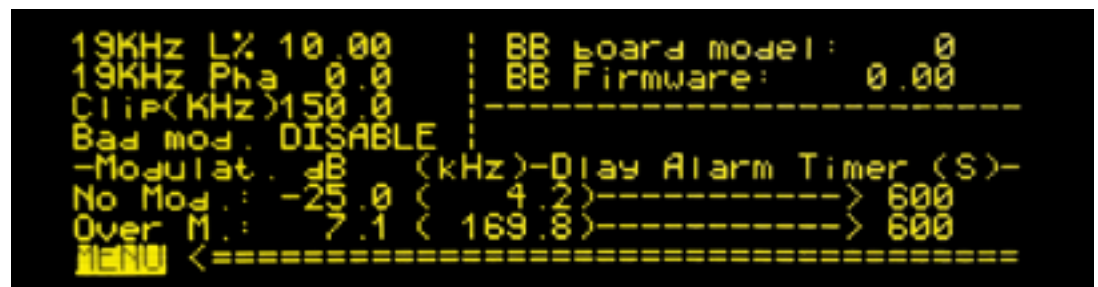 19KHz L% 10.00 ¦ BB board model: 0
19KHz Pha 0.0 ¦ BB Firmware: 0.00
Clip(KHz)150.0 ¦-------------------------
Bad mod. DISABLE ¦
-Modulat. dB (kHz)-Dlay Alarm Timer (S)-
No Mod.: -25.0 ( 4.2)-----------> 600
Over M.: 7.1 ( 169.8)-----------> 600
MENU <===================================